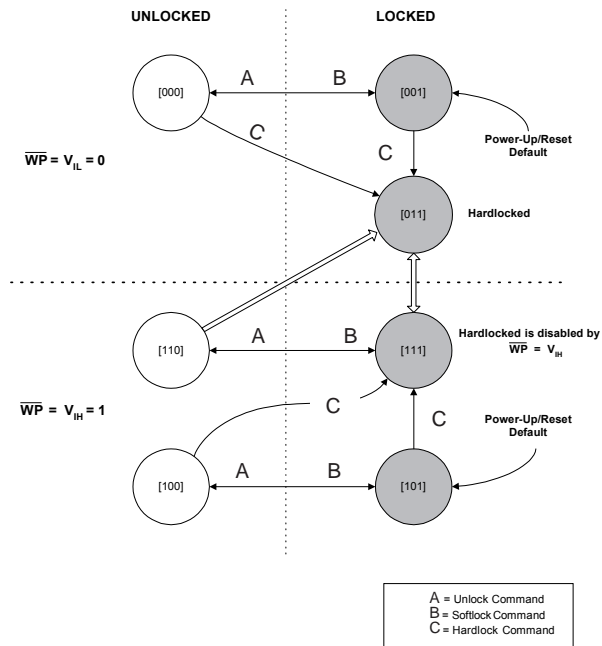 UNLOCKED LOCKED
[000] A B [001]
C C Power-Up/Reset
Default
WP = VIL = 0
[011] Hardlocked
[110] A B [111] Hardlocked is disabled by
WP = VIH
WP = VIH = 1
C C Power-Up/Reset
Default
[100] A B [101]
A = Unlock Command
B = Softlock Command
C = Hardlock Command